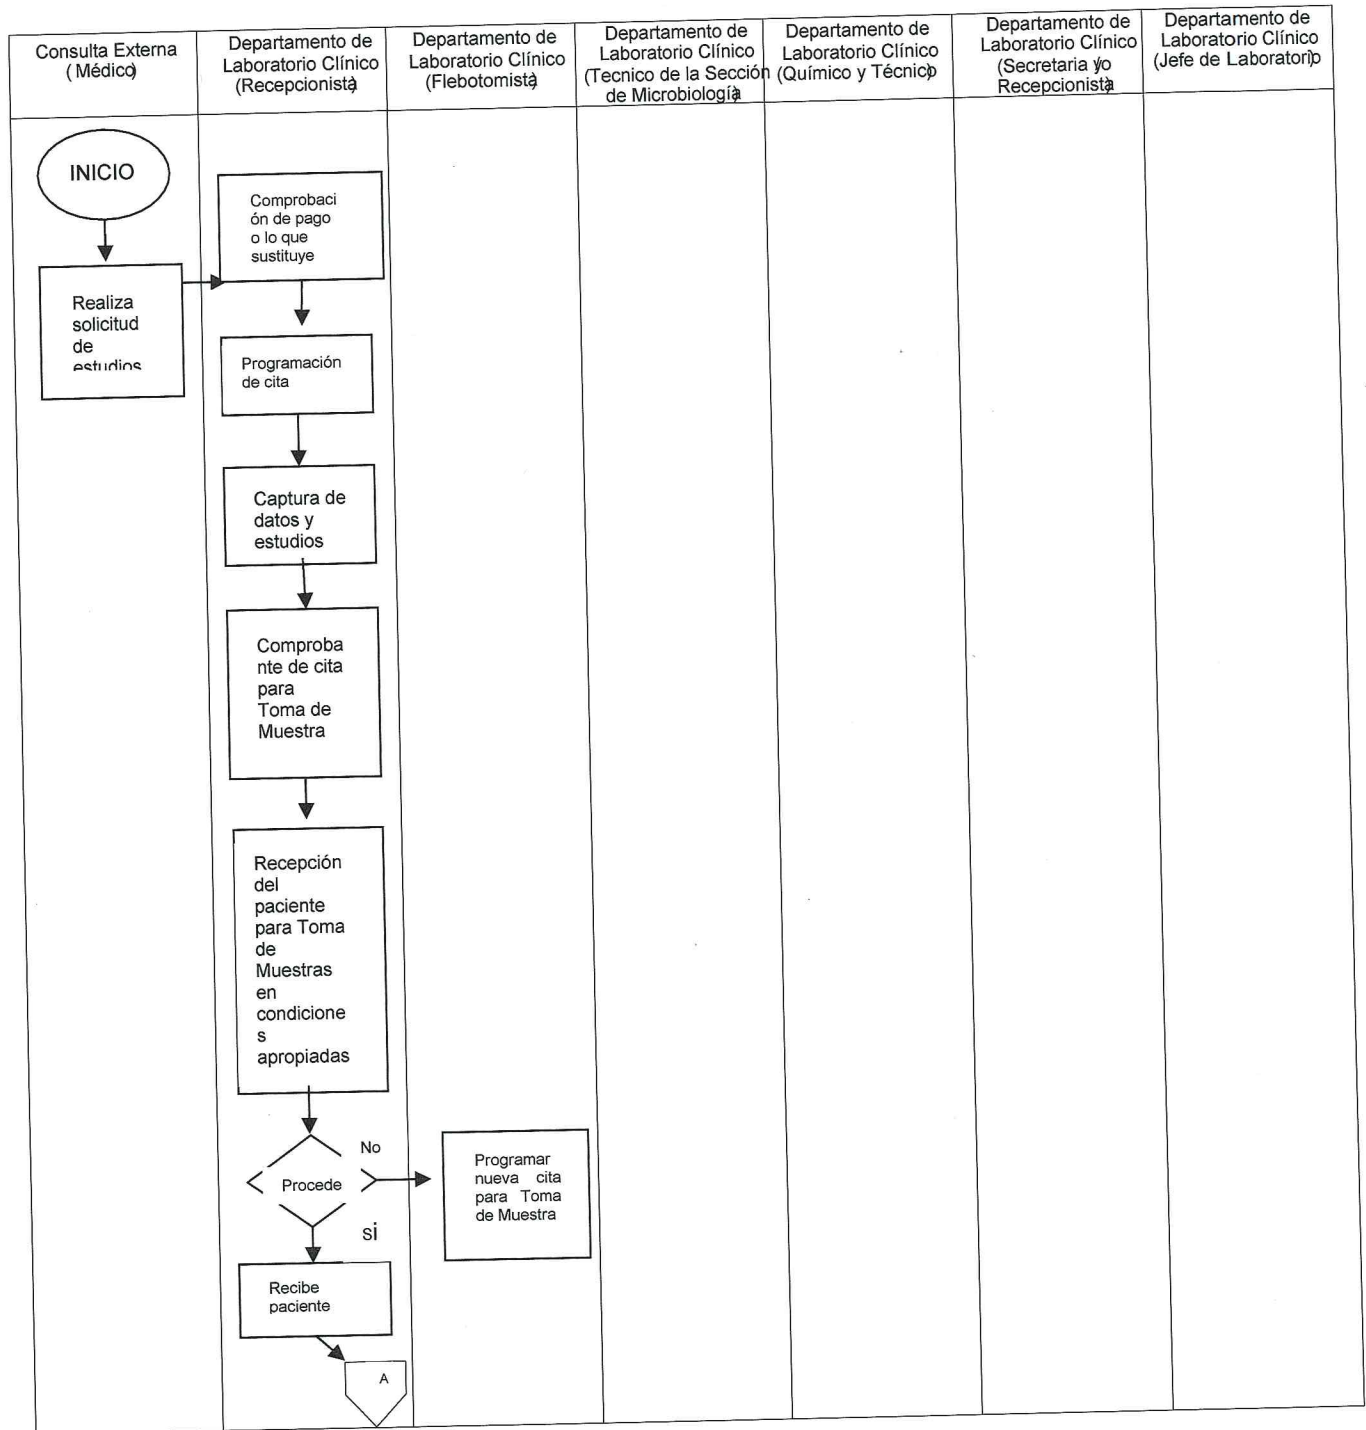 Consulta Externa
(Médico)
Departamento de
Laboratorio Clínico
(Recepcionista)
Departamento de
Laboratorio Clínico
(Flebotomista)
Departamento de
Laboratorio Clínico
(Tecnico de la Sección
de Microbiología)
Departamento de
Laboratorio Clínico
(Químico y Técnico)
Departamento de
Laboratorio Clínico
(Secretaria y/o
Recepcionista)
Departamento de
Laboratorio Clínico
(Jefe de Laboratorio)
INICIO
Realiza
solicitud
de
estudios
Comprobaci
ón de pago
o lo que
sustituye
Programación
de cita
Captura de
datos y
estudios
Comproba
nte de cita
para
Toma de
Muestra
Recepción
del
paciente
para Toma
de
Muestras
en
condicione
s
apropiadas
Procede
No
Programar
nueva cita
para Toma
de Muestra
si
Recibe
paciente
A